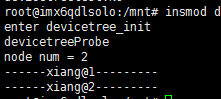 root@imx6qdlsolo:/mnt# insmod d
enter devicetree_init
devicetreeProbe
node num = 2
------xiang@1---------
------xiang@2---------